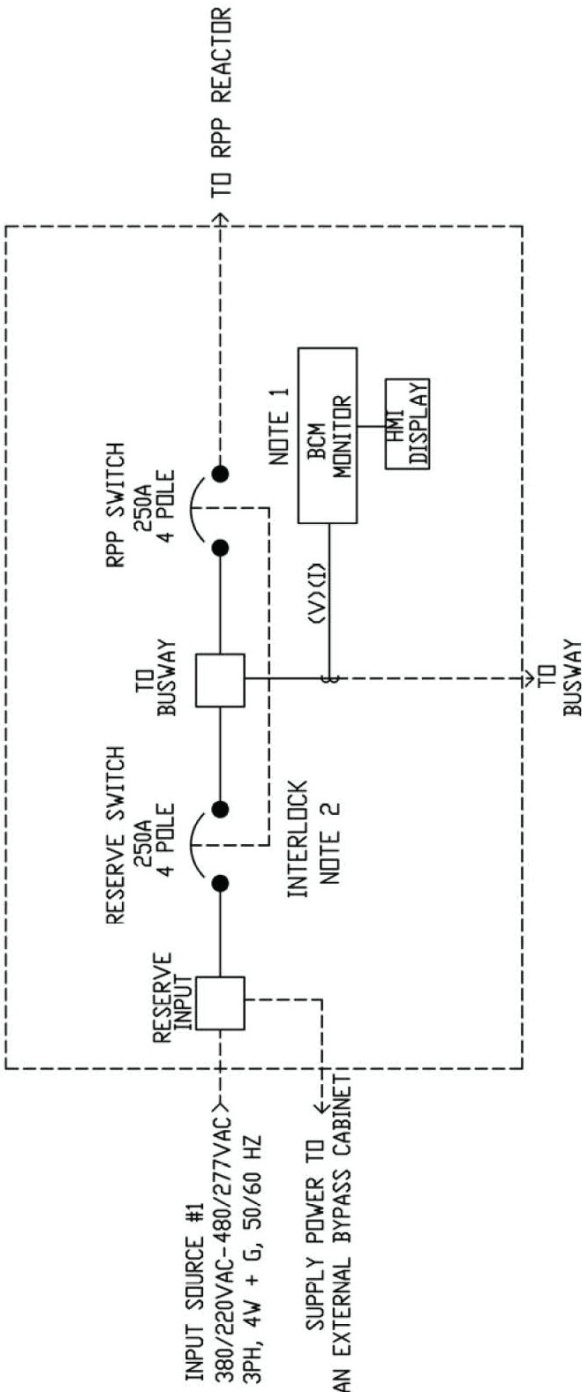 INPUT SOURCE #1
380/220VAC-480/277VAC
3PH, 4W + G, 50/60 HZ
SUPPLY POWER TO
AN EXTERNAL BYPASS CABINET
RESERVE
INPUT
RESERVE SWITCH
250A
4 POLE
INTERLOCK
NOTE 2
TO
BUSWAY
RPP SWITCH
250A
4 POLE
(V)(I)
NOTE 1
BCM
MONITOR
HMI
DISPLAY
TO RPP REACTOR
TO
BUSWAY